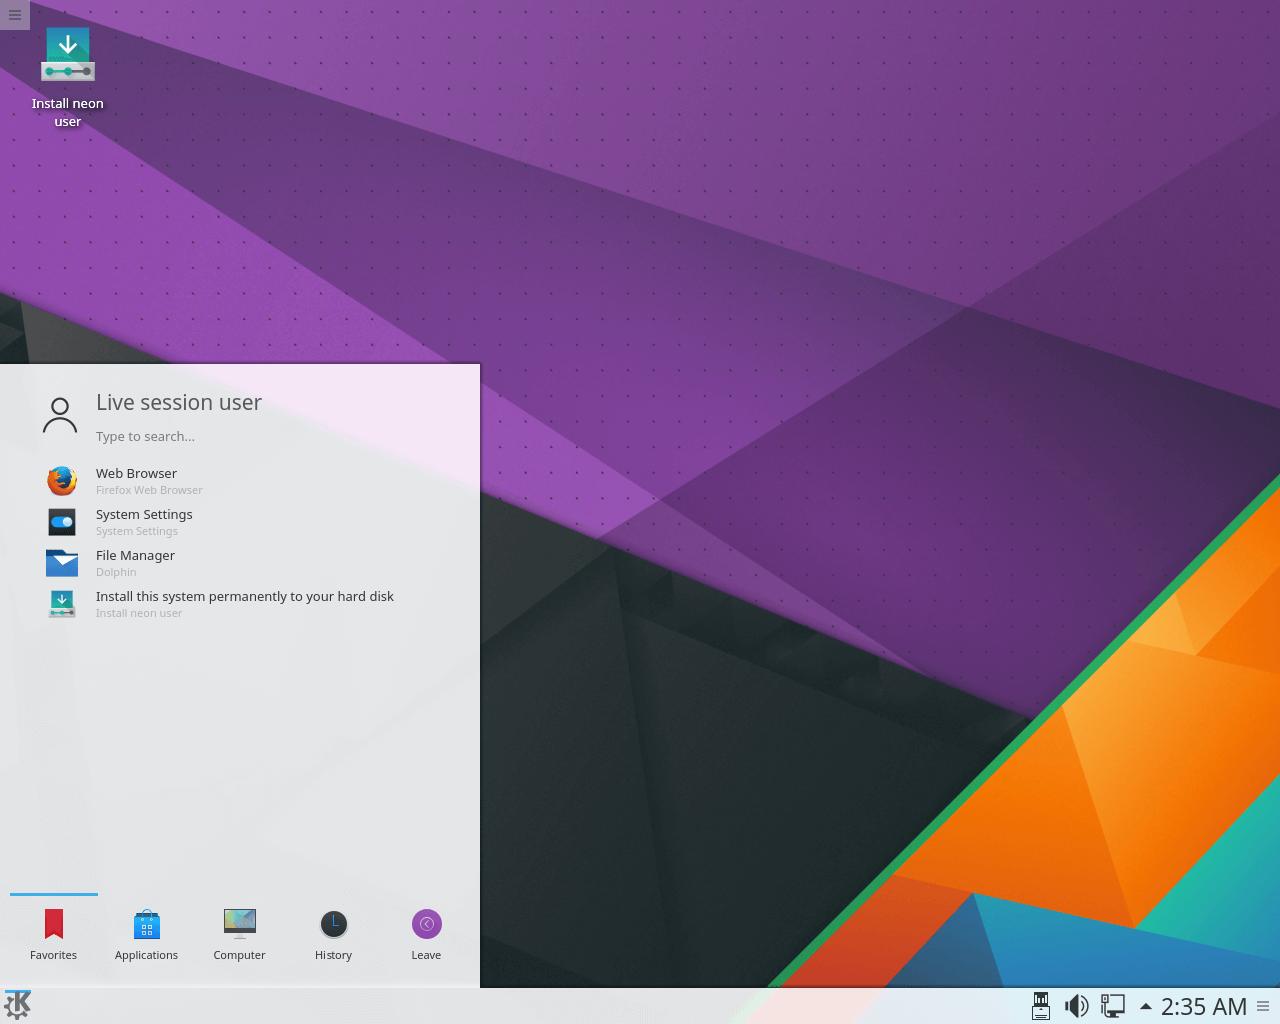 Install neon
user
Live session user
Type to search...
Web Browser
Firefox Web Browser
System Settings
System Settings
File Manager
Dolphin
Install this system permanently to your hard disk
Install neon user
Favorites
Applications
Computer
History
Leave
2:35 AM